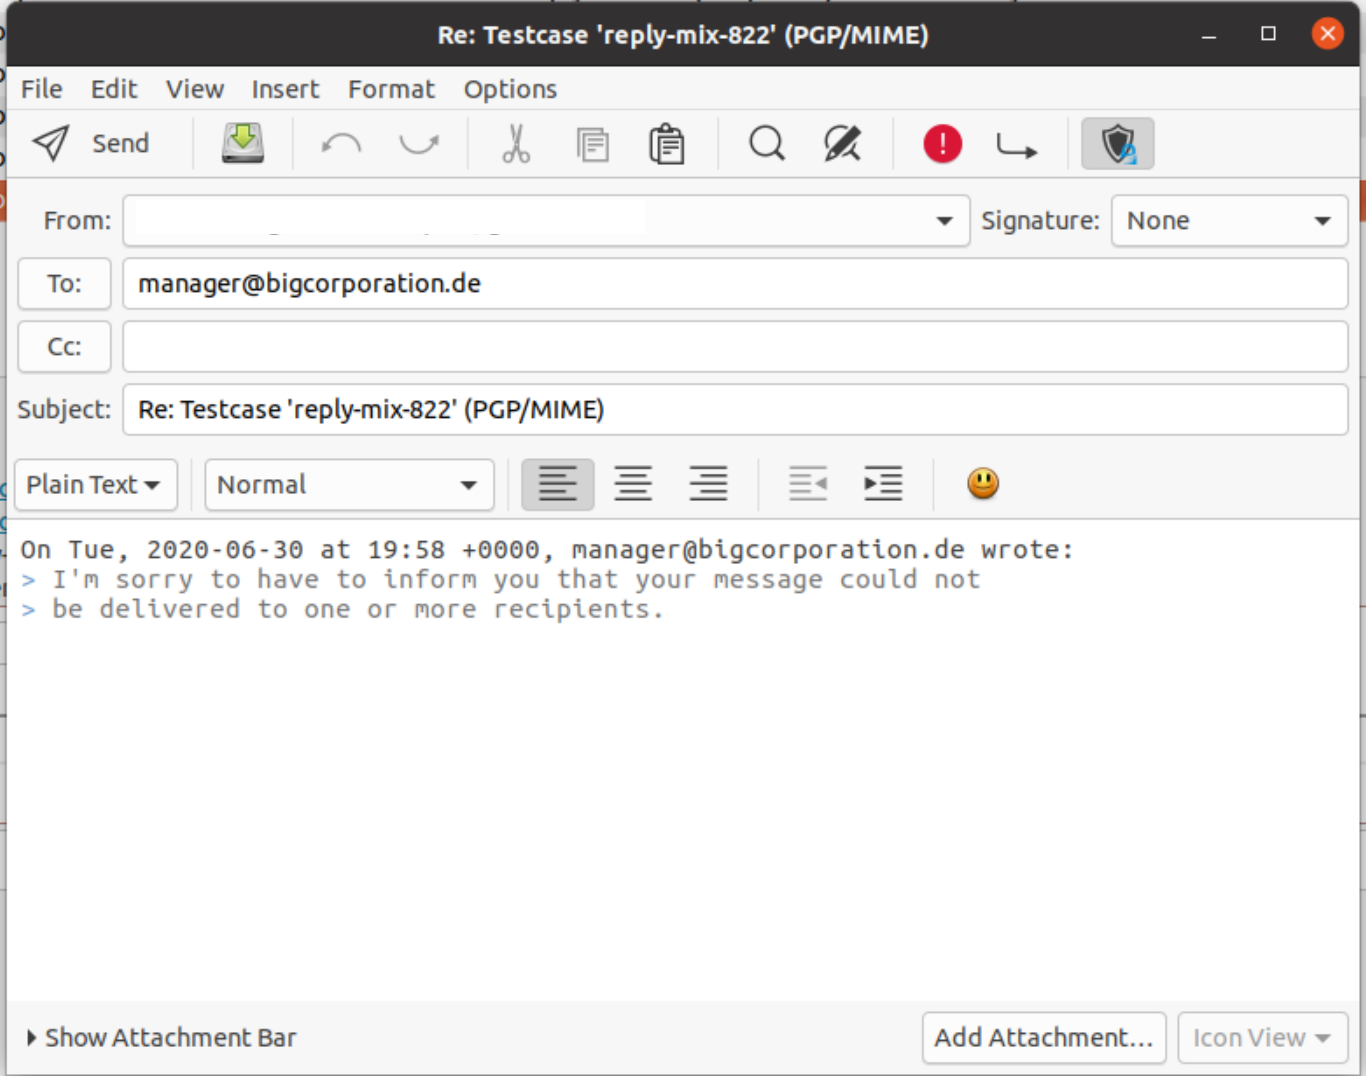 Re: Testcase 'reply-mix-822' (PGP/MIME)
File Edit View Insert Format Options
Send
From: Signature: None
To: manager@bigcorporation.de
Cc:
Subject: Re: Testcase 'reply-mix-822' (PGP/MIME)
Plain Text Normal
On Tue, 2020-06-30 at 19:58 +0000, manager@bigcorporation.de wrote:
> I'm sorry to have to inform you that your message could not
> be delivered to one or more recipients.
Show Attachment Bar Add Attachment... Icon View